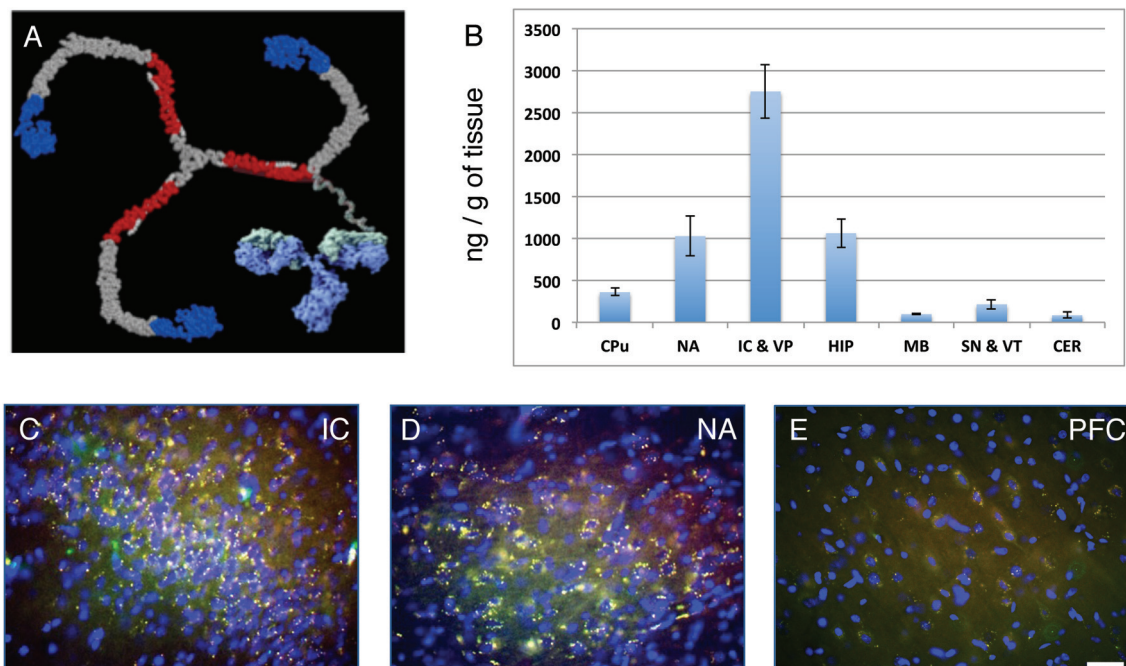 A
B
ng / g of tissue
3500
3000
2500
2000
1500
1000
500
0
CPu NA IC & VP HIP MB SN & VT CER
C IC
D NA
E PFC